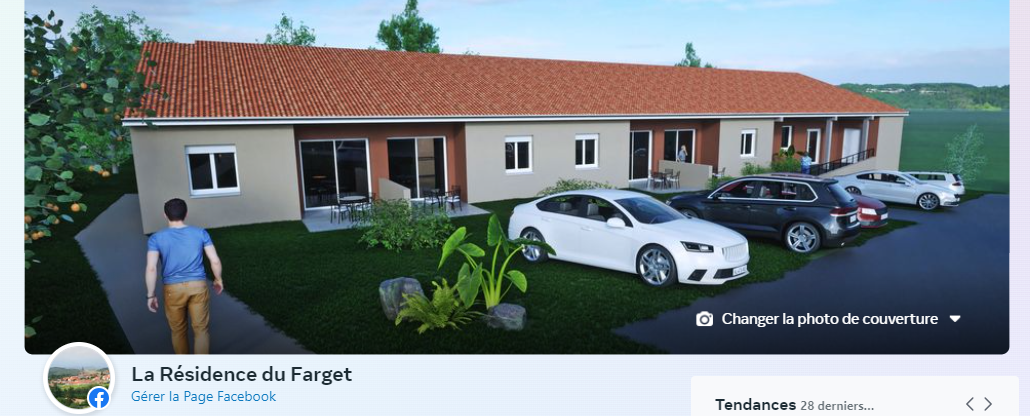 Changer la photo de couverture
La Résidence du Farget
Gérer la Page Facebook
Tendances 28 derniers...